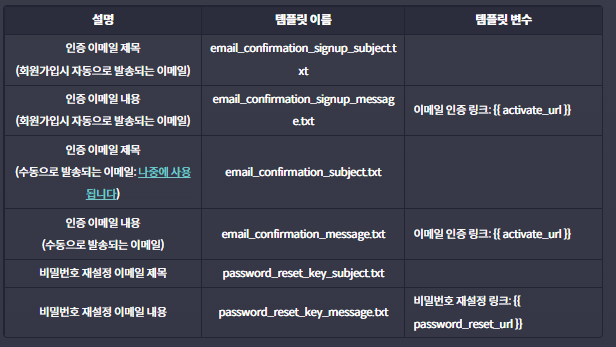 설명 템플릿 이름 템플릿 변수
인증 이메일 제목
(회원가입시 자동으로 발송되는 이메일)
email_confirmation_signup_subject.t
xt
인증 이메일 내용
(회원가입시 자동으로 발송되는 이메일)
email_confirmation_signup_messag
e.txt
이메일 인증 링크: {{ activate_url }}
인증 이메일 제목
(수동으로 발송되는 이메일: 나중에 사용
됩니다)
email_confirmation_subject.txt
인증 이메일 내용
(수동으로 발송되는 이메일)
email_confirmation_message.txt
이메일 인증 링크: {{ activate_url }}
비밀번호 재설정 이메일 제목
password_reset_key_subject.txt
비밀번호 재설정 이메일 내용
password_reset_key_message.txt
비밀번호 재설정 링크: {{
password_reset_url }}